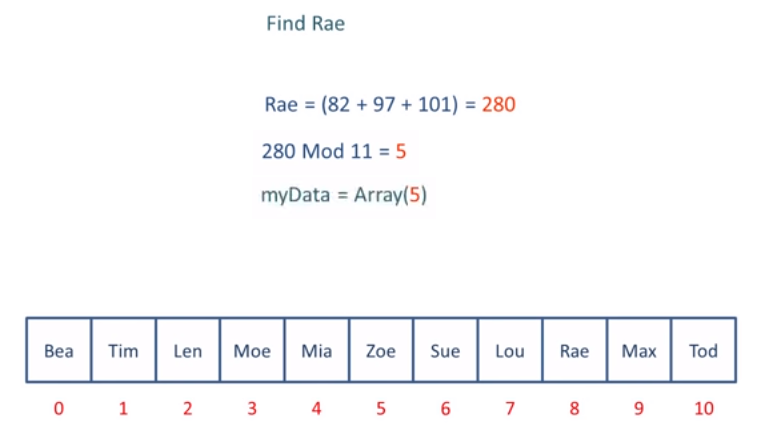 Find Rae
Rae = (82 + 97 + 101) = 280
280 Mod 11 = 5
myData = Array(5)
Bea Tim Len Moe Mia Zoe Sue Lou Rae Max Tod
0 1 2 3 4 5 6 7 8 9 10